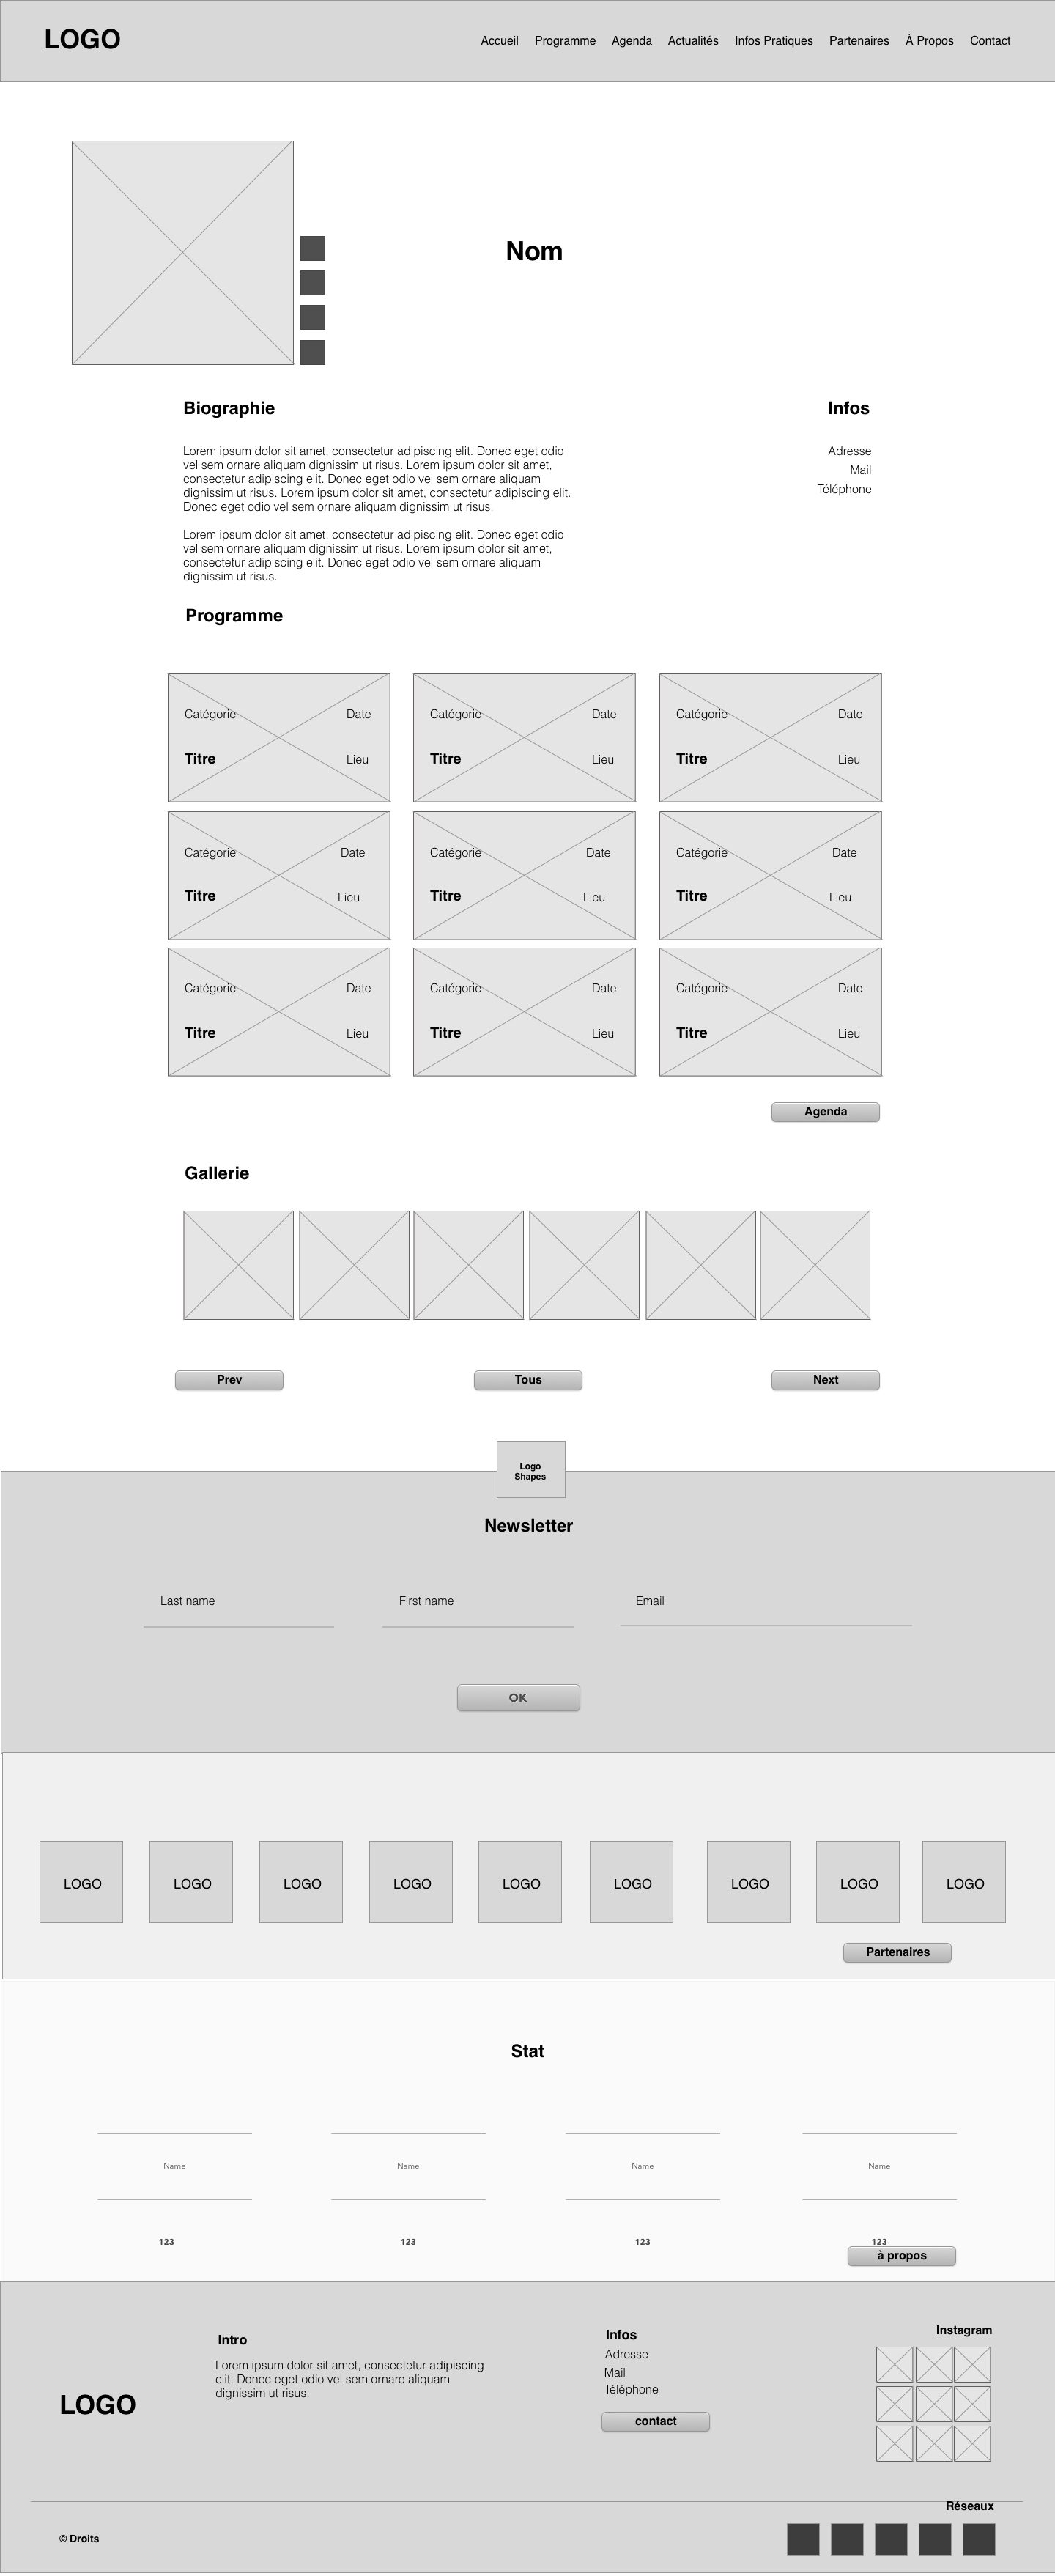 LOGO
Accueil Programme Agenda Actualités Infos Pratiques Partenaires À Propos Contact
Nom
Biographie
Lorem ipsum dolor sit amet, consectetur adipiscing elit. Donec eget odio
vel sem ornare aliquam dignissim ut risus. Lorem ipsum dolor sit amet,
consectetur adipiscing elit. Donec eget odio vel sem ornare aliquam
dignissim ut risus. Lorem ipsum dolor sit amet, consectetur adipiscing elit.
Donec eget odio vel sem ornare aliquam dignissim ut risus.
Lorem ipsum dolor sit amet, consectetur adipiscing elit. Donec eget odio
vel sem ornare aliquam dignissim ut risus. Lorem ipsum dolor sit amet,
consectetur adipiscing elit. Donec eget odio vel sem ornare aliquam
dignissim ut risus.
Infos
Adresse
Mail
Téléphone
Programme
Catégorie Date Catégorie Date Catégorie Date
Titre Lieu Titre Lieu Titre Lieu
Catégorie Date Catégorie Date Catégorie Date
Titre Lieu Titre Lieu Titre Lieu
Catégorie Date Catégorie Date Catégorie Date
Titre Lieu Titre Lieu Titre Lieu
Agenda
Gallerie
Prev Tous Next
Logo
Shapes
Newsletter
Last name First name Email
OK
LOGO LOGO LOGO LOGO LOGO LOGO LOGO LOGO LOGO
Partenaires
Stat
Name Name Name Name
123 123 123 123
à propos
LOGO
Intro
Lorem ipsum dolor sit amet, consectetur adipiscing
elit. Donec eget odio vel sem ornare aliquam
dignissim ut risus.
Infos
Adresse
Mail
Téléphone
contact
Instagram
Réseaux
© Droits